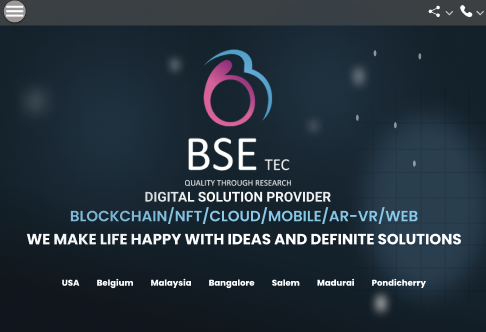 BSE TEC
QUALITY THROUGH RESEARCH
DIGITAL SOLUTION PROVIDER
BLOCKCHAIN/NFT/CLOUD/MOBILE/AR-VR/WEB
WE MAKE LIFE HAPPY WITH IDEAS AND DEFINITE SOLUTIONS
USA Belgium Malaysia Bangalore Salem Madurai Pondicherry